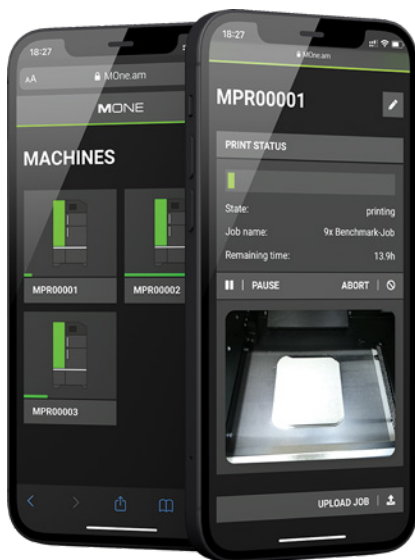 18:27
AA MOne.am
MONE
MACHINES
MPR00001
MPR00002
MPR00003
18:27
MOne.am
MPR00001
PRINT STATUS
State: printing
Job name: 9x Benchmark-Job
Remaining time: 13.9h
PAUSE ABORT
UPLOAD JOB